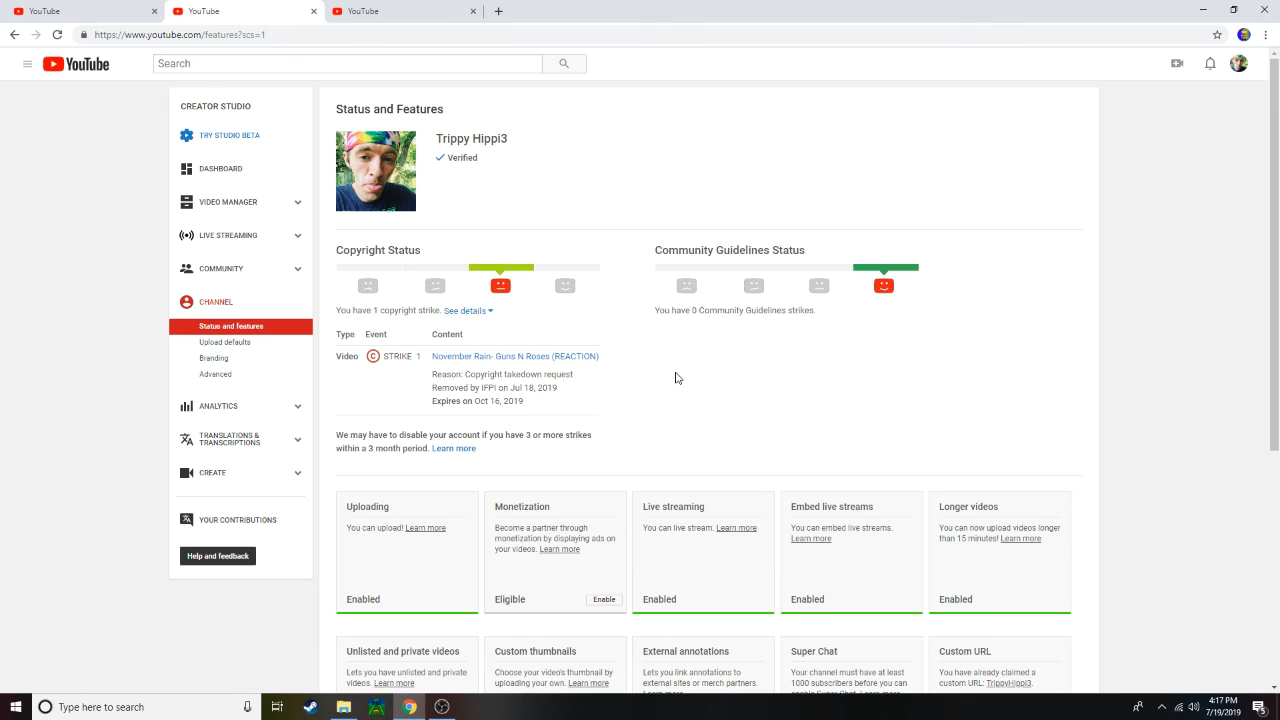 YouTube
YouTube
YouTube
https://www.youtube.com/features?scs=1
YouTube
Search
CREATOR STUDIO
TRY STUDIO BETA
DASHBOARD
VIDEO MANAGER
LIVE STREAMING
COMMUNITY
CHANNEL
Status and features
Upload defaults
Branding
Advanced
ANALYTICS
TRANSLATIONS &
TRANSCRIPTIONS
CREATE
YOUR CONTRIBUTIONS
Help and feedback
Status and Features
Trippy Hippi3
Verified
Copyright Status
You have 1 copyright strike. See details
Type Event Content
Video STRIKE 1 November Rain- Guns N Roses (REACTION)
Reason: Copyright takedown request
Removed by IFPI on Jul 18, 2019
Expires on Oct 16, 2019
We may have to disable your account if you have 3 or more strikes
within a 3 month period. Learn more
Community Guidelines Status
You have 0 Community Guidelines strikes.
Uploading
You can upload! Learn more
Enabled
Monetization
Become a partner through
monetization by displaying ads on
your videos. Learn more
Eligible Enable
Live streaming
You can live stream. Learn more
Enabled
Embed live streams
You can embed live streams.
Learn more
Enabled
Longer videos
You can now upload videos longer
than 15 minutes! Learn more
Enabled
Unlisted and private videos
Lets you have unlisted and private
videos. Learn more
Custom thumbnails
Choose your video's thumbnail by
uploading your own. Learn more
External annotations
Lets you link annotations to
external sites or merch partners.
Super Chat
Your channel must have at least
1000 subscribers before you can
Custom URL
You have already claimed a
custom URL: TrippyHippi3.
Type here to search
4:17 PM
7/19/2019